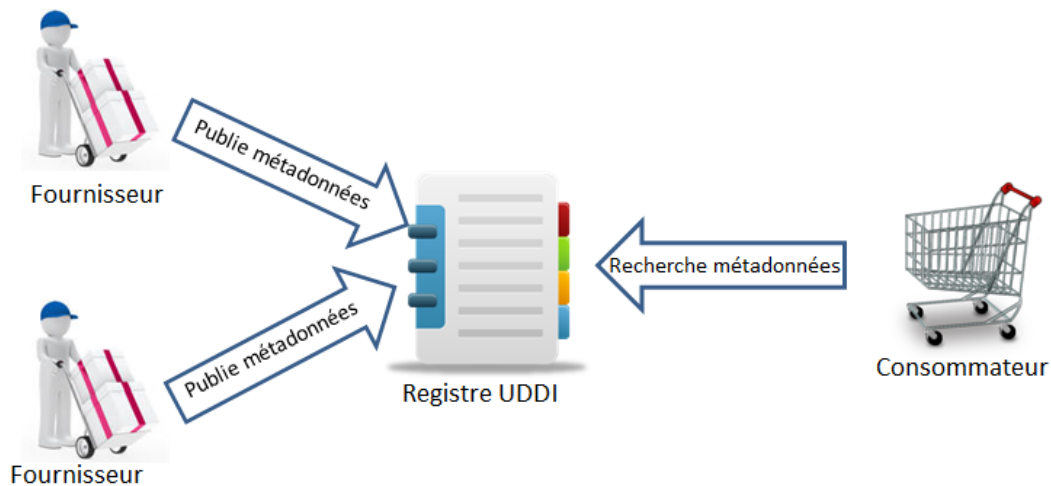 Publie métadonnées
Fournisseur
Recherche métadonnées
Publie métadonnées
Consommateur
Registre UDDI
Fournisseur